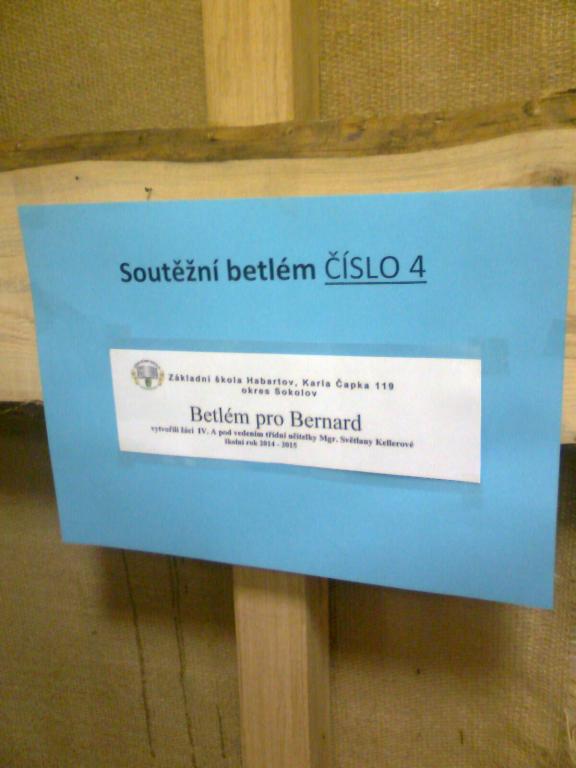 Soutěžní betlém ČÍSLO 4
Základní škola Habartov, Karla Čapka 119
okres Sokolov
Betlém pro Bernard
vytvořili žáci IV. A pod vedením třídní učitelky Mgr. Světlany Kellerové
školní rok 2014 - 2015